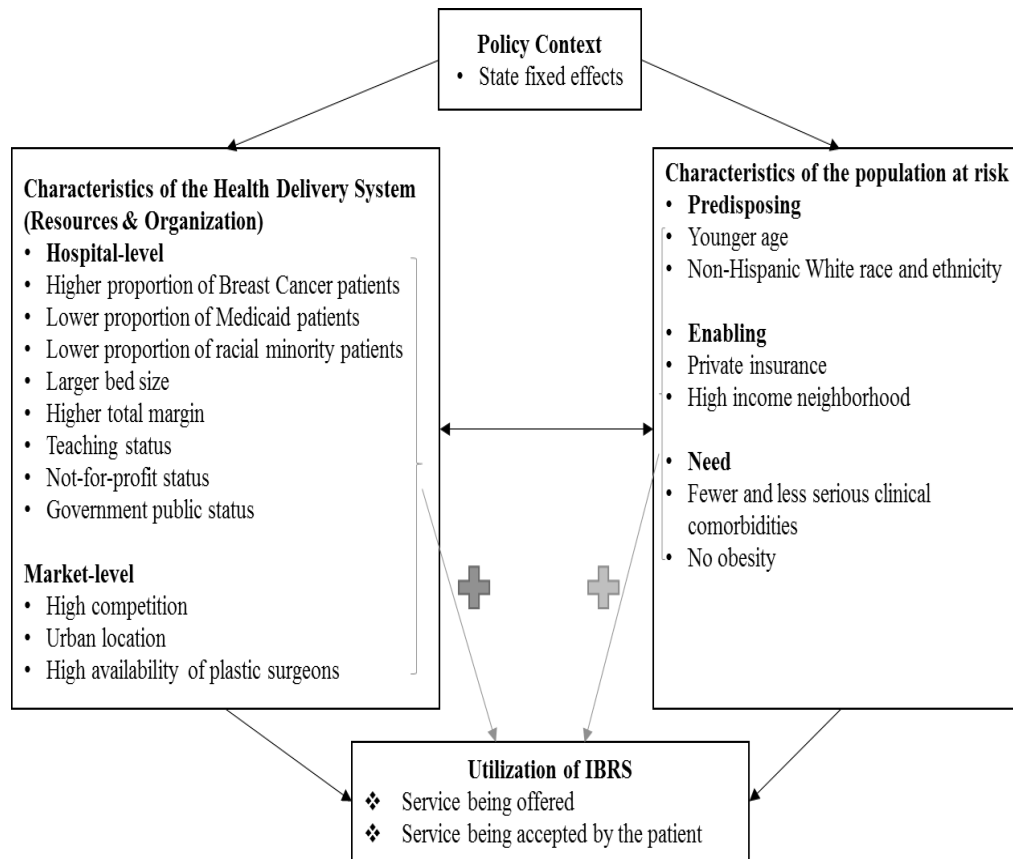 Policy Context
• State fixed effects
Characteristics of the Health Delivery System
(Resources & Organization)
• Hospital-level
• Higher proportion of Breast Cancer patients
• Lower proportion of Medicaid patients
• Lower proportion of racial minority patients
• Larger bed size
• Higher total margin
• Teaching status
• Not-for-profit status
• Government public status
Market-level
• High competition
• Urban location
• High availability of plastic surgeons
Characteristics of the population at risk
• Predisposing
• Younger age
• Non-Hispanic White race and ethnicity
• Enabling
• Private insurance
• High income neighborhood
• Need
• Fewer and less serious clinical
comorbidities
• No obesity
Utilization of IBRS
❖ Service being offered
❖ Service being accepted by the patient